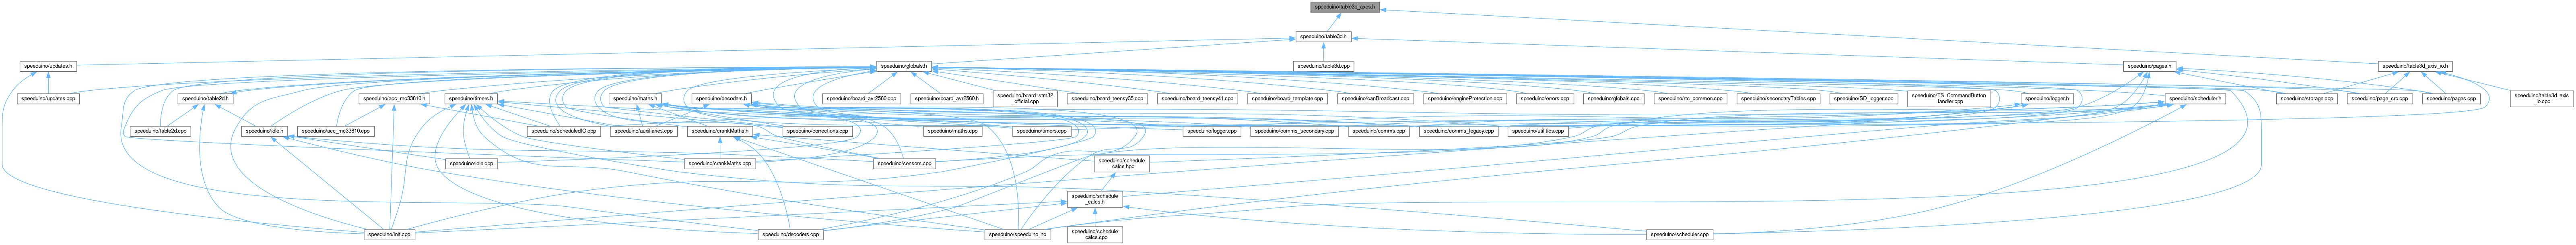 speeduino/table3d_axes.h
speeduino/table3d.h
speeduino/updates.h
speeduino/globals.h
speeduino/table3d.cpp
speeduino/pages.h
speeduino/table3d_axis_io.h
speeduino/updates.cpp
speeduino/table2d.h
speeduino/acc_mc33810.h
speeduino/timers.h
speeduino/maths.h
speeduino/decoders.h
speeduino/board_avr2560.cpp
speeduino/board_avr2560.h
speeduino/board_stm32
_official.cpp
speeduino/board_teensy35.cpp
speeduino/board_teensy41.cpp
speeduino/board_template.cpp
speeduino/canBroadcast.cpp
speeduino/engineProtection.cpp
speeduino/errors.cpp
speeduino/globals.cpp
speeduino/rtc_common.cpp
speeduino/secondaryTables.cpp
speeduino/SD_logger.cpp
speeduino/TS_CommandButton
Handler.cpp
speeduino/logger.h
speeduino/scheduler.h
speeduino/storage.cpp
speeduino/page_crc.cpp
speeduino/pages.cpp
speeduino/table3d_axis
_io.cpp
speeduino/table2d.cpp
speeduino/idle.h
speeduino/acc_mc33810.cpp
speeduino/scheduledIO.cpp
speeduino/auxiliaries.cpp
speeduino/crankMaths.h
speeduino/corrections.cpp
speeduino/maths.cpp
speeduino/timers.cpp
speeduino/logger.cpp
speeduino/comms_secondary.cpp
speeduino/comms.cpp
speeduino/comms_legacy.cpp
speeduino/utilities.cpp
speeduino/idle.cpp
speeduino/crankMaths.cpp
speeduino/sensors.cpp
speeduino/schedule
_calcs.hpp
speeduino/schedule
_calcs.h
speeduino/init.cpp
speeduino/decoders.cpp
speeduino/speeduino.ino
speeduino/schedule
_calcs.cpp
speeduino/scheduler.cpp